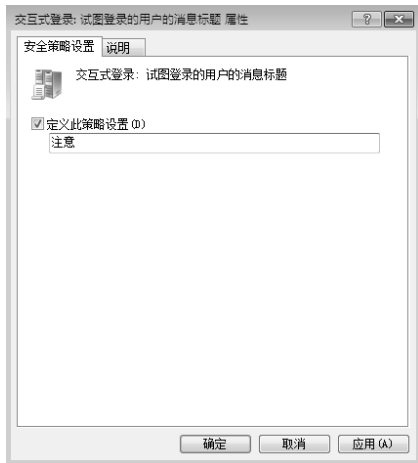 交互式登录: 试图登录的用户的消息标题 属性
安全策略设置 说明
交互式登录: 试图登录的用户的消息标题
定义此策略设置(D)
注意
确定 取消 应用(A)